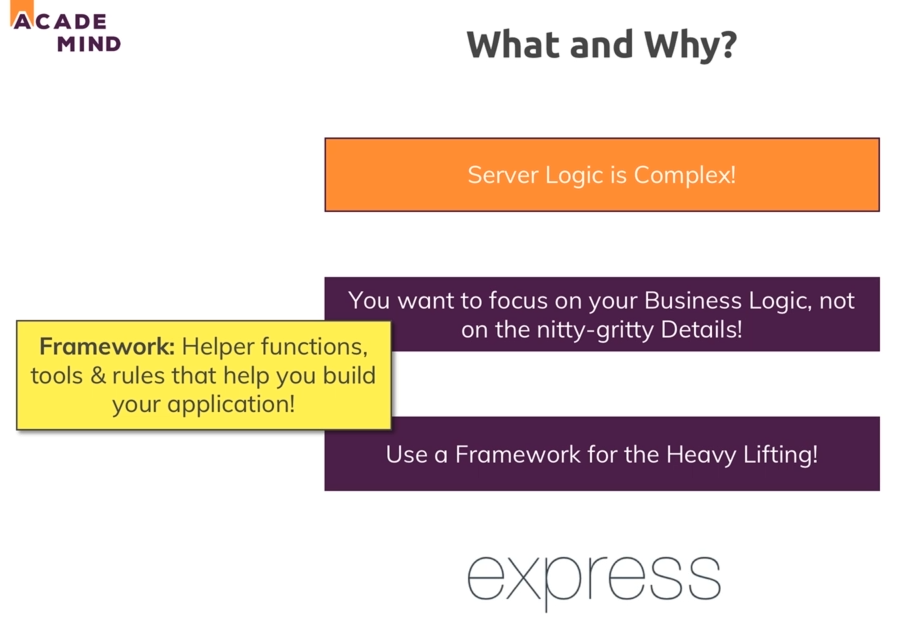 ACADE
MIND
What and Why?
Server Logic is Complex!
You want to focus on your Business Logic, not
on the nitty-gritty Details!
Framework: Helper functions,
tools & rules that help you build
your application!
Use a Framework for the Heavy Lifting!
express